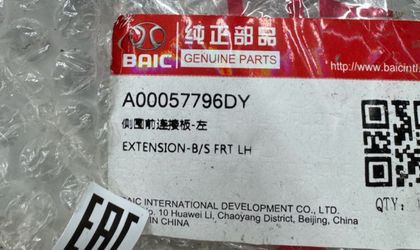 纯正部品
BAIC
GENUINE PARTS
http://www.baicintl
A00057796DY
侧围前连接板-左
EXTENSION-B/S FRT LH
QTY:
BAIC INTERNATIONAL DEVELOPMENT CO., LTD.
No. 10 Huawei Li, Chaoyang District, Beijing, China
IN CHINA
EAC